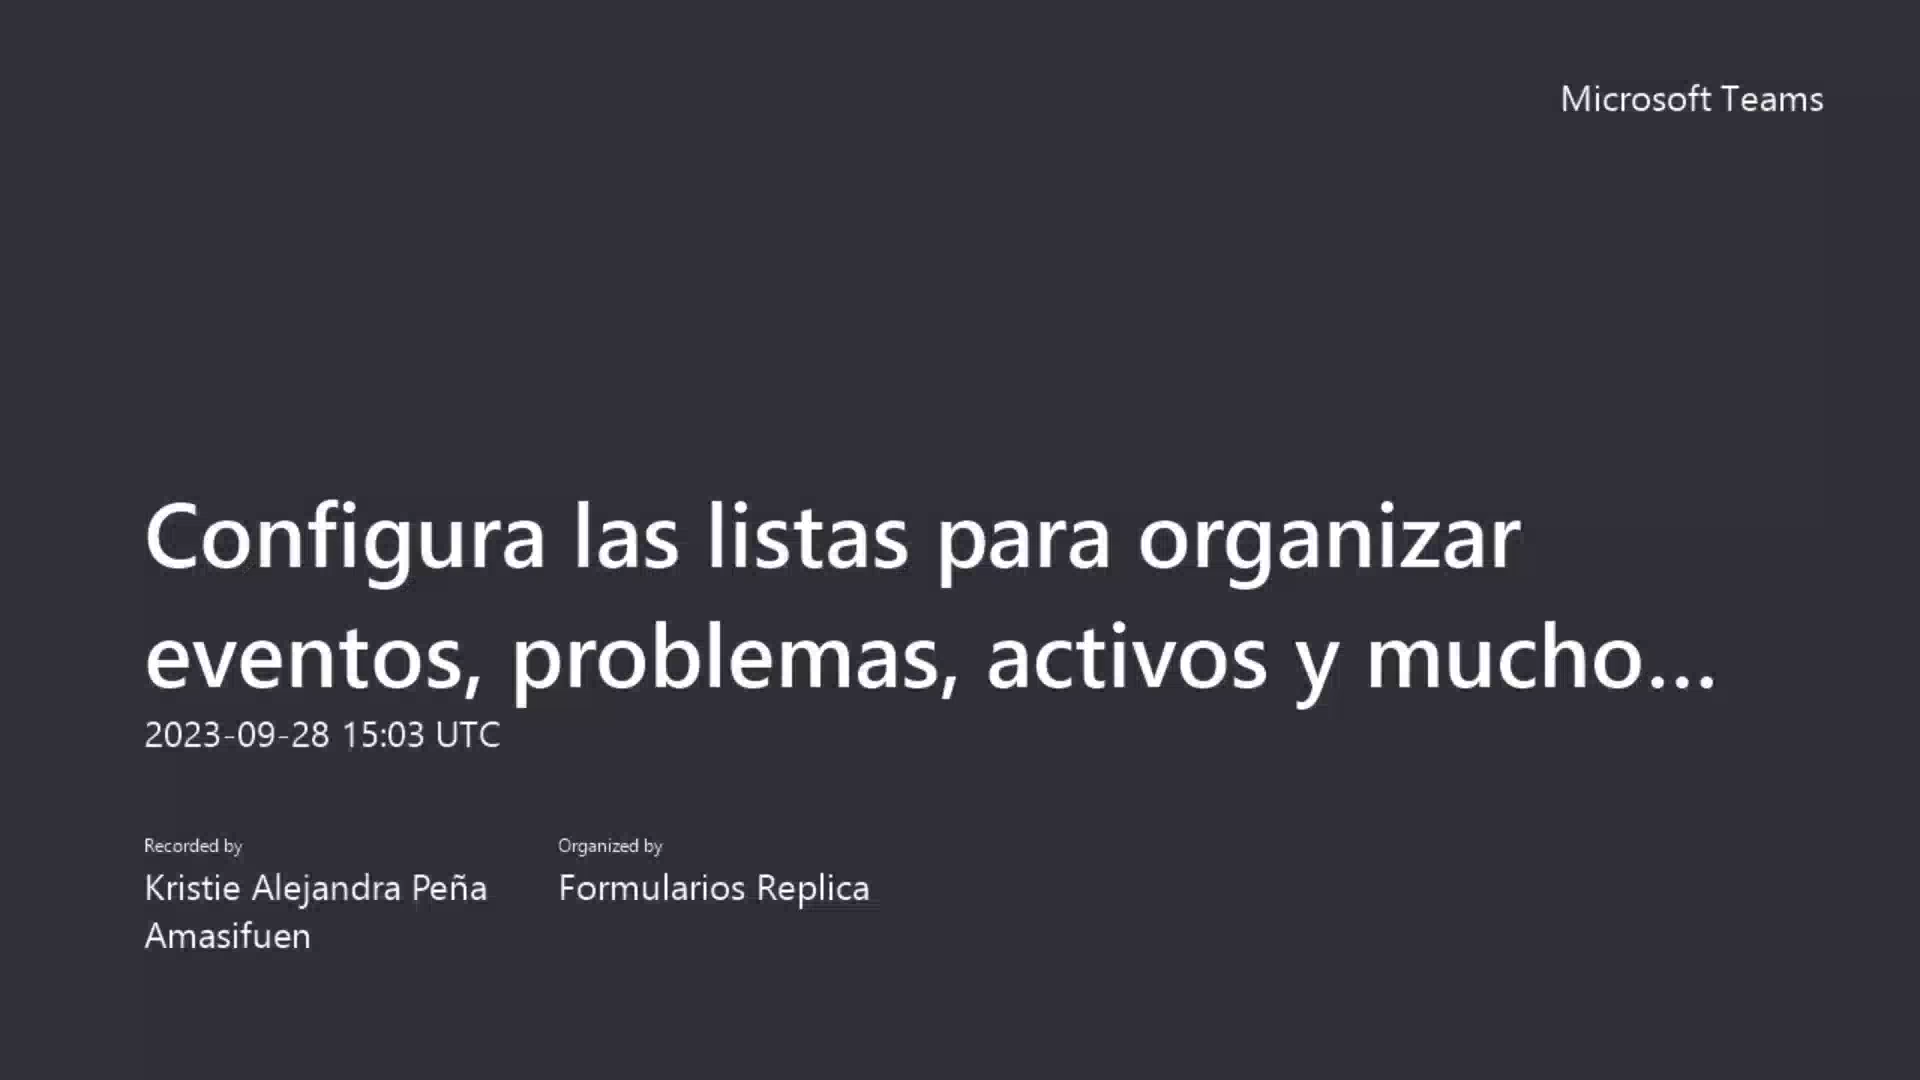 Microsoft Teams
Configura las listas para organizar
eventos, problemas, activos y mucho...
2023-09-28 15:03 UTC
Recorded by
Kristie Alejandra Peña
Amasifuen
Organized by
Formularios Replica